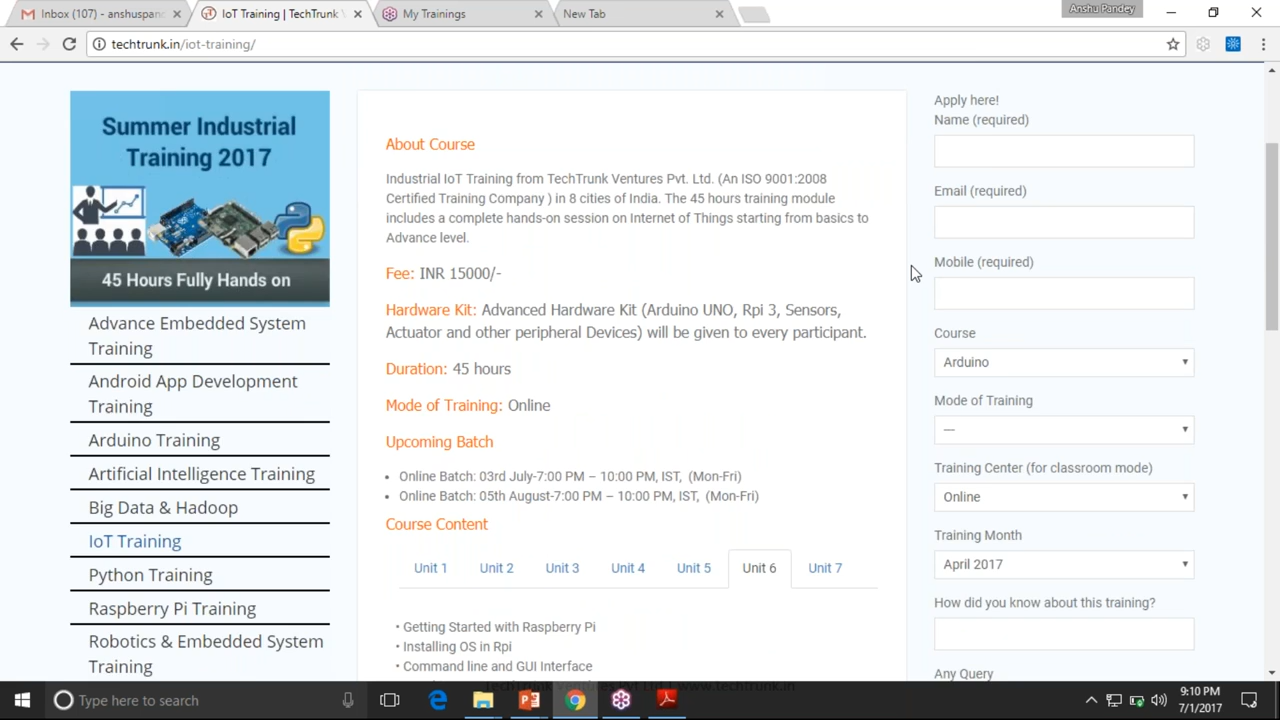 Inbox (107) - anshuspan
IoT Training | TechTrunk V
My Trainings
New Tab
Anshu Pandey
techtrunk.in/iot-training/
Summer Industrial
Training 2017
45 Hours Fully Hands on
Advance Embedded System
Training
Android App Development
Training
Arduino Training
Artificial Intelligence Training
Big Data & Hadoop
IoT Training
Python Training
Raspberry Pi Training
Robotics & Embedded System
Training
About Course
Industrial IoT Training from TechTrunk Ventures Pvt. Ltd. (An ISO 9001:2008
Certified Training Company ) in 8 cities of India. The 45 hours training module
includes a complete hands-on session on Internet of Things starting from basics to
Advance level.
Fee: INR 15000/-
Hardware Kit: Advanced Hardware Kit (Arduino UNO, Rpi 3, Sensors,
Actuator and other peripheral Devices) will be given to every participant.
Duration: 45 hours
Mode of Training: Online
Upcoming Batch
• Online Batch: 03rd July-7:00 PM – 10:00 PM, IST, (Mon-Fri)
• Online Batch: 05th August-7:00 PM – 10:00 PM, IST, (Mon-Fri)
Course Content
Unit 1 Unit 2 Unit 3 Unit 4 Unit 5 Unit 6 Unit 7
• Getting Started with Raspberry Pi
• Installing OS in Rpi
• Command line and GUI Interface
Apply here!
Name (required)
Email (required)
Mobile (required)
Course
Arduino
Mode of Training
---
Training Center (for classroom mode)
Online
Training Month
April 2017
How did you know about this training?
Any Query
TechTrunk Ventures Pvt Ltd | www.techtrunk.in
Type here to search
9:10 PM
7/1/2017